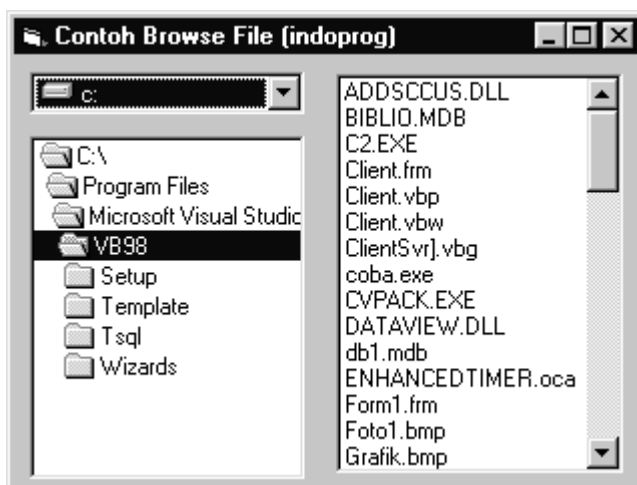 Contoh Browse File (indoprog)
c:
C:\
Program Files
Microsoft Visual Studic
VB98
Setup
Template
Tsql
Wizards
ADDSCCUS.DLL
BIBLIO.MDB
C2.EXE
Client.frm
Client.vbp
Client.vbw
ClientSvr].vbg
coba.exe
CVPACK.EXE
DATAVIEW.DLL
db1.mdb
ENHANCEDTIMER.oca
Form1.frm
Foto1.bmp
Grafik.bmp